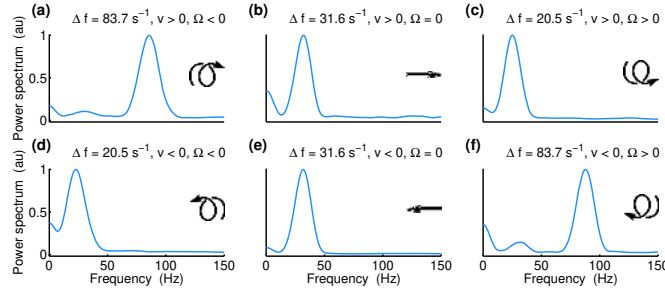 (a) Δ f = 83.7 s⁻¹, v > 0, Ω < 0
(b) Δ f = 31.6 s⁻¹, v > 0, Ω = 0
(c) Δ f = 20.5 s⁻¹, v > 0, Ω > 0
Power spectrum (au)
1
0.5
0
(d) Δ f = 20.5 s⁻¹, v < 0, Ω < 0
(e) Δ f = 31.6 s⁻¹, v < 0, Ω = 0
(f) Δ f = 83.7 s⁻¹, v < 0, Ω > 0
Power spectrum (au)
1
0.5
0 50 100 150
Frequency (Hz)
0 50 100 150
Frequency (Hz)
0 50 100 150
Frequency (Hz)